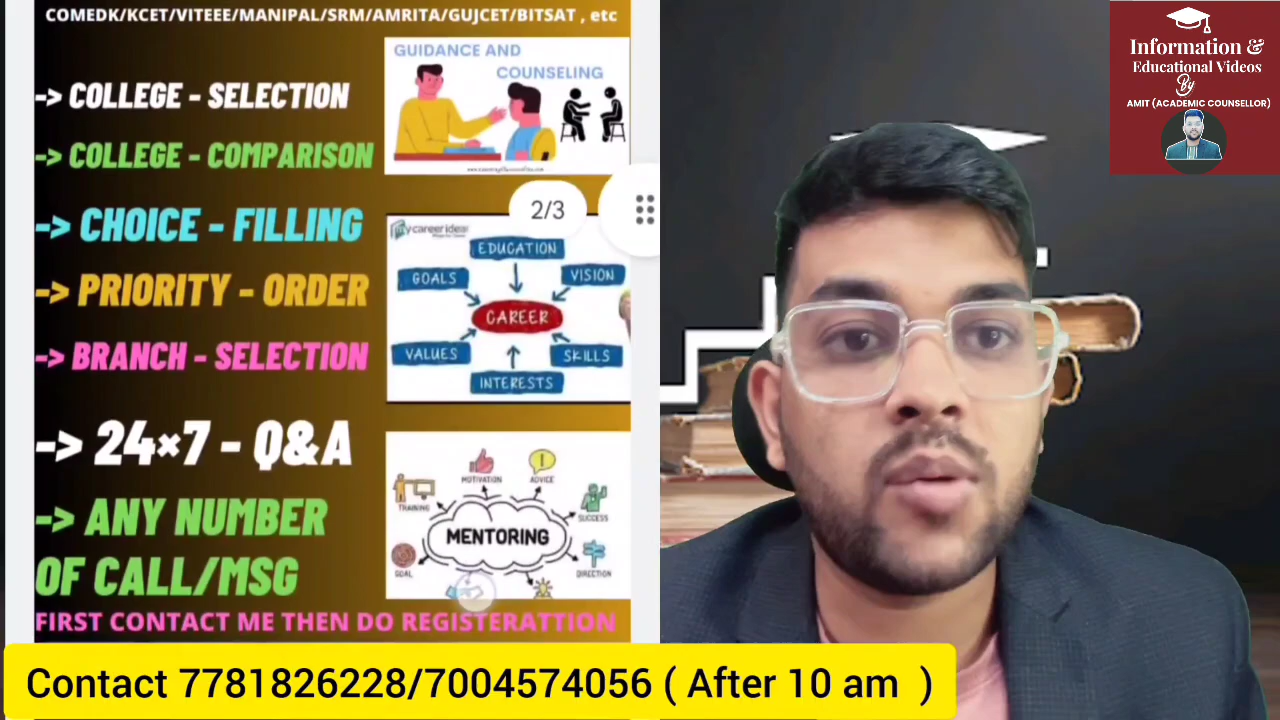 COMEDK/KCET/VITEEE/MANIPAL/SRM/AMRITA/GUJCET/BITSAT , etc
-> COLLEGE - SELECTION
-> COLLEGE - COMPARISON
-> CHOICE - FILLING
-> PRIORITY - ORDER
-> BRANCH - SELECTION
-> 24×7 - Q&A
-> ANY NUMBER
OF CALL/MSG
FIRST CONTACT ME THEN DO REGISTERATTION
GUIDANCE AND
COUNSELING
2/3
EDUCATION
GOALS
VISION
CAREER
VALUES
SKILLS
INTERESTS
MOTIVATION
ADVICE
TRAINING
SUCCESS
MENTORING
GOAL
DIRECTION
Contact 7781826228/7004574056 ( After 10 am )
Information &
Educational Videos
By
AMIT (ACADEMIC COUNSELLOR)